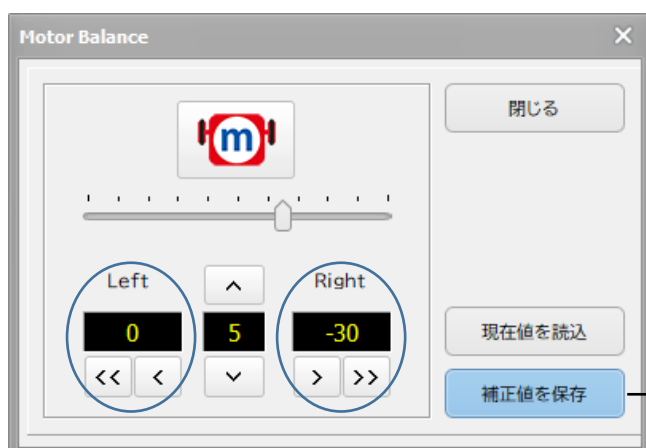 Motor Balance
閉じる
m
Left
Right
0
5
-30
<< <
> >>
現在値を読込
補正値を保存